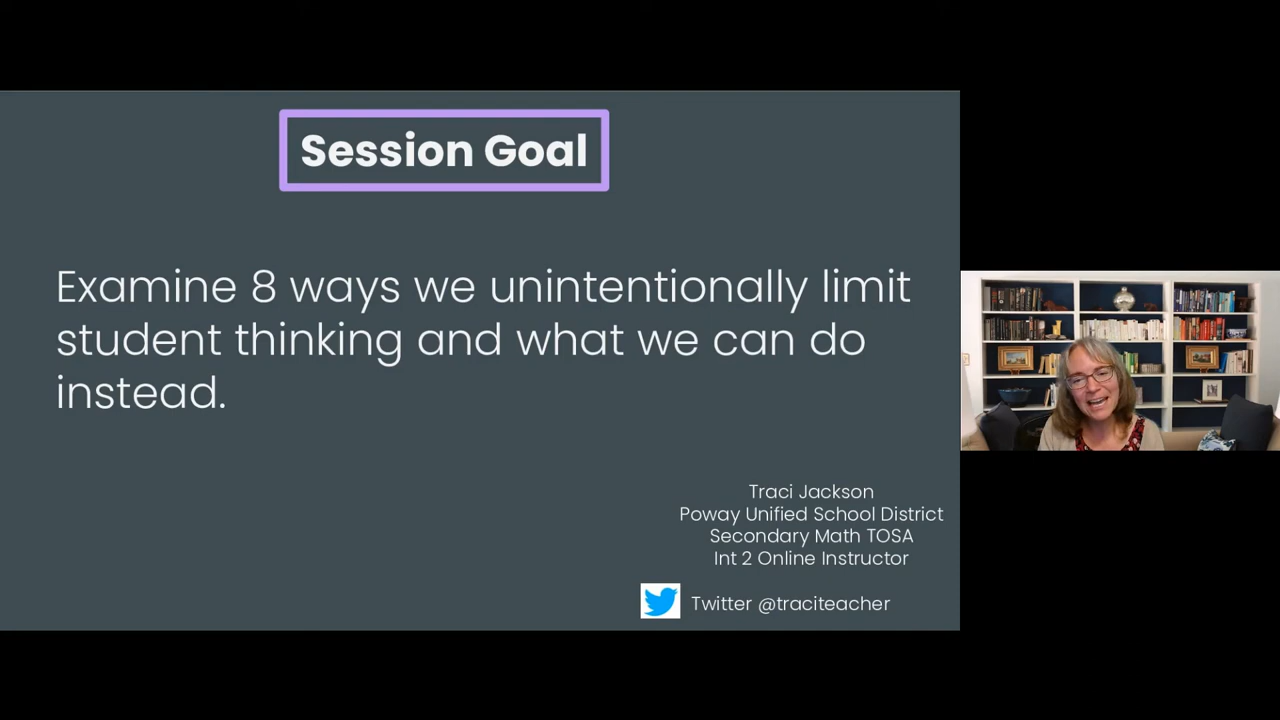 Session Goal
Examine 8 ways we unintentionally limit
student thinking and what we can do
instead.
Traci Jackson
Poway Unified School District
Secondary Math TOSA
Int 2 Online Instructor
Twitter @traciteacher